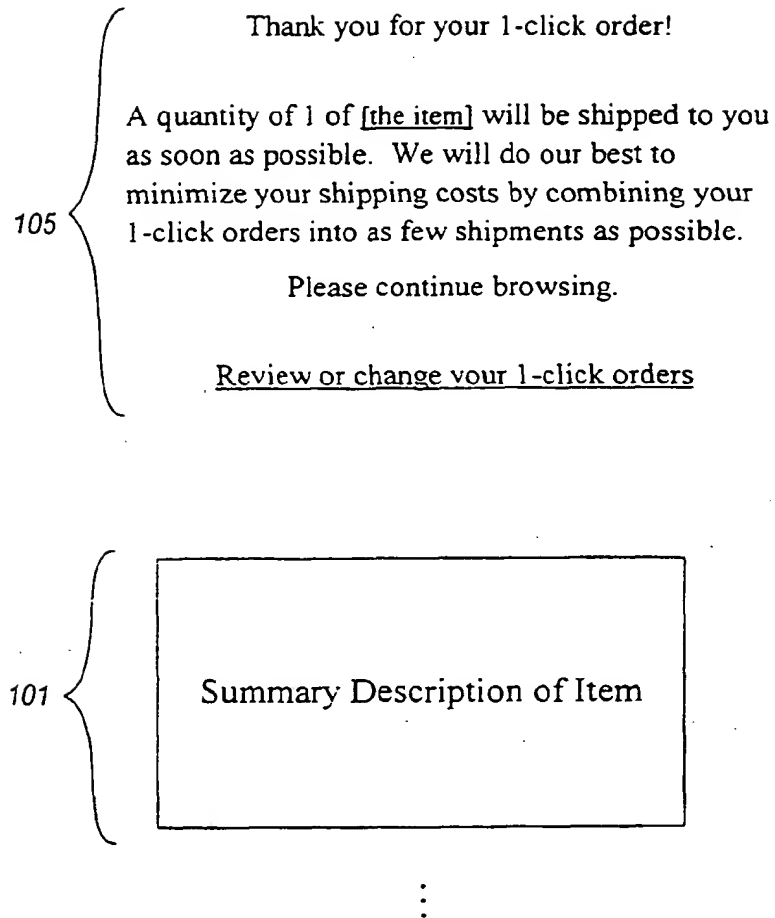 Thank you for your 1-click order!
A quantity of 1 of [the item] will be shipped to you
as soon as possible. We will do our best to
minimize your shipping costs by combining your
1-click orders into as few shipments as possible.
105
Please continue browsing.
Review or change your 1-click orders
101
Summary Description of Item